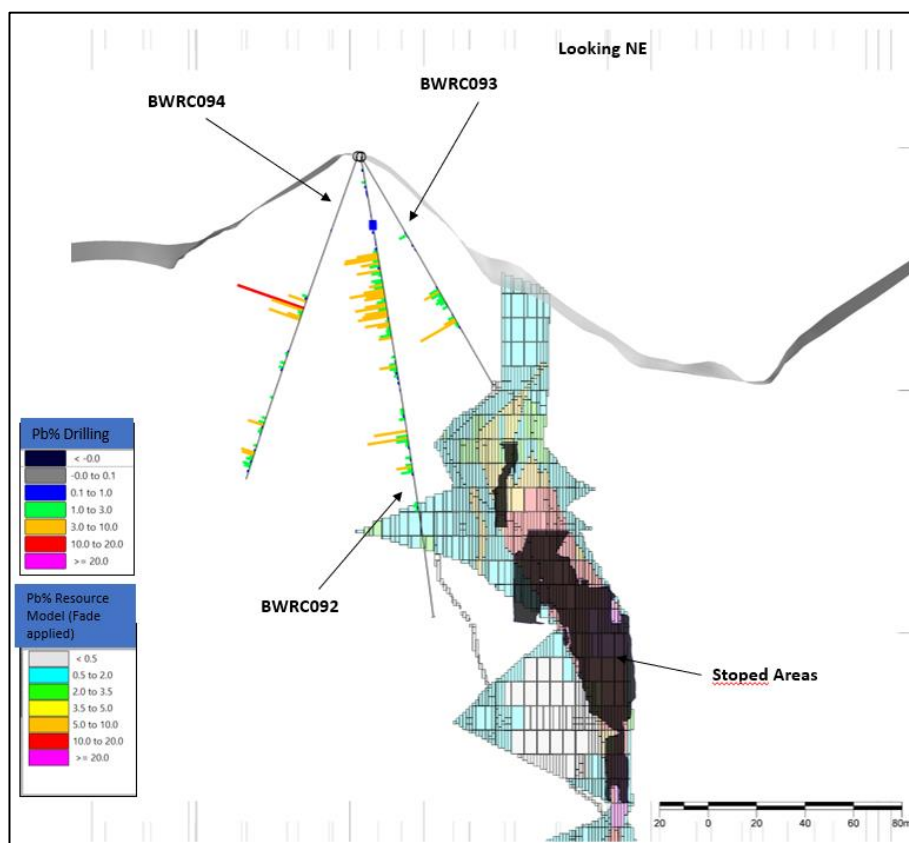 Looking NE
BWRC093
BWRC094
Pb% Drilling
< -0.0
-0.0 to 0.1
0.1 to 1.0
1.0 to 3.0
3.0 to 10.0
10.0 to 20.0
>= 20.0
BWRC092
Pb% Resource
Model (Fade
applied)
< 0.5
0.5 to 2.0
2.0 to 3.5
3.5 to 5.0
5.0 to 10.0
10.0 to 20.0
>= 20.0
Stoped Areas
20 0 20 40 60 80m